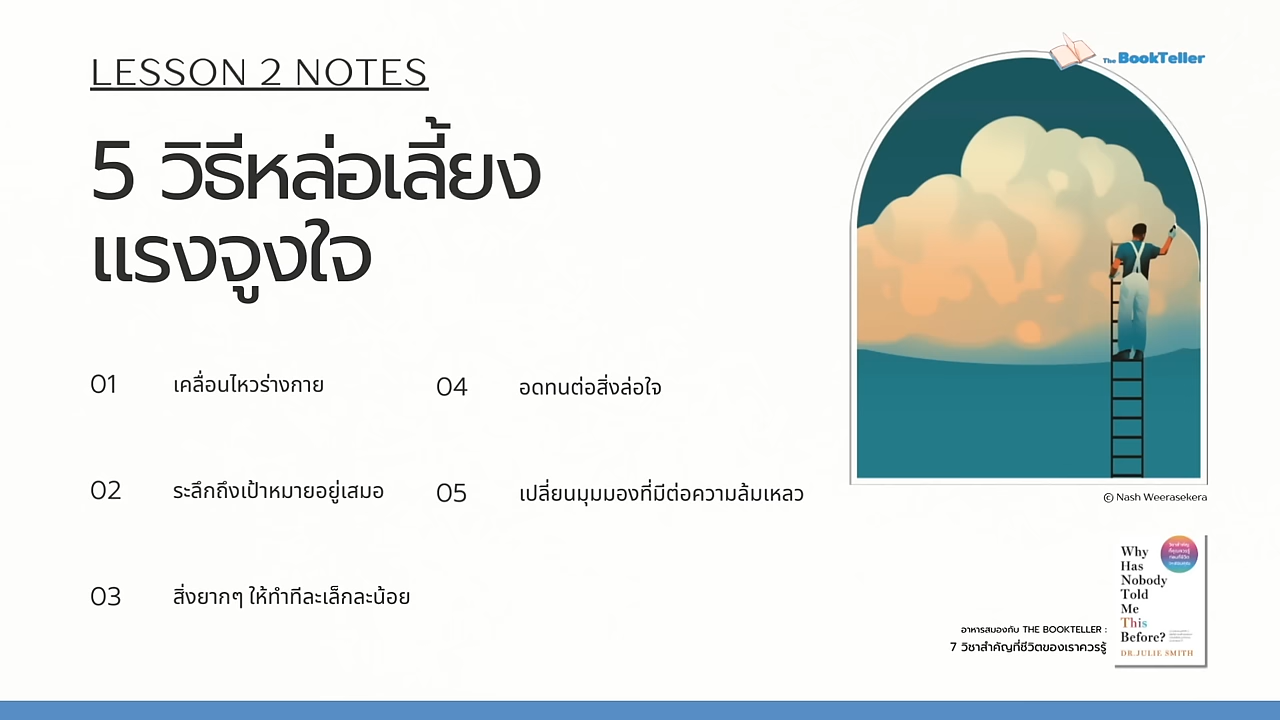 LESSON 2 NOTES
The BookTeller
5 วิธีหล่อเลี้ยง
แรงจูงใจ
01 เคลื่อนไหวร่างกาย
02 ระลึกถึงเป้าหมายอยู่เสมอ
03 สิ่งยากๆ ให้ทำทีละเล็กละน้อย
04 อดทนต่อสิ่งล่อใจ
05 เปลี่ยนมุมมองที่มีต่อความล้มเหลว
© Nash Weerasekera
อาหารสมองกับ THE BOOKTELLER :
7 วิชาสำคัญที่ชีวิตของเราควรรู้
Why
Has
Nobody
Told
Me
This
Before?
DR.JULIE SMITH